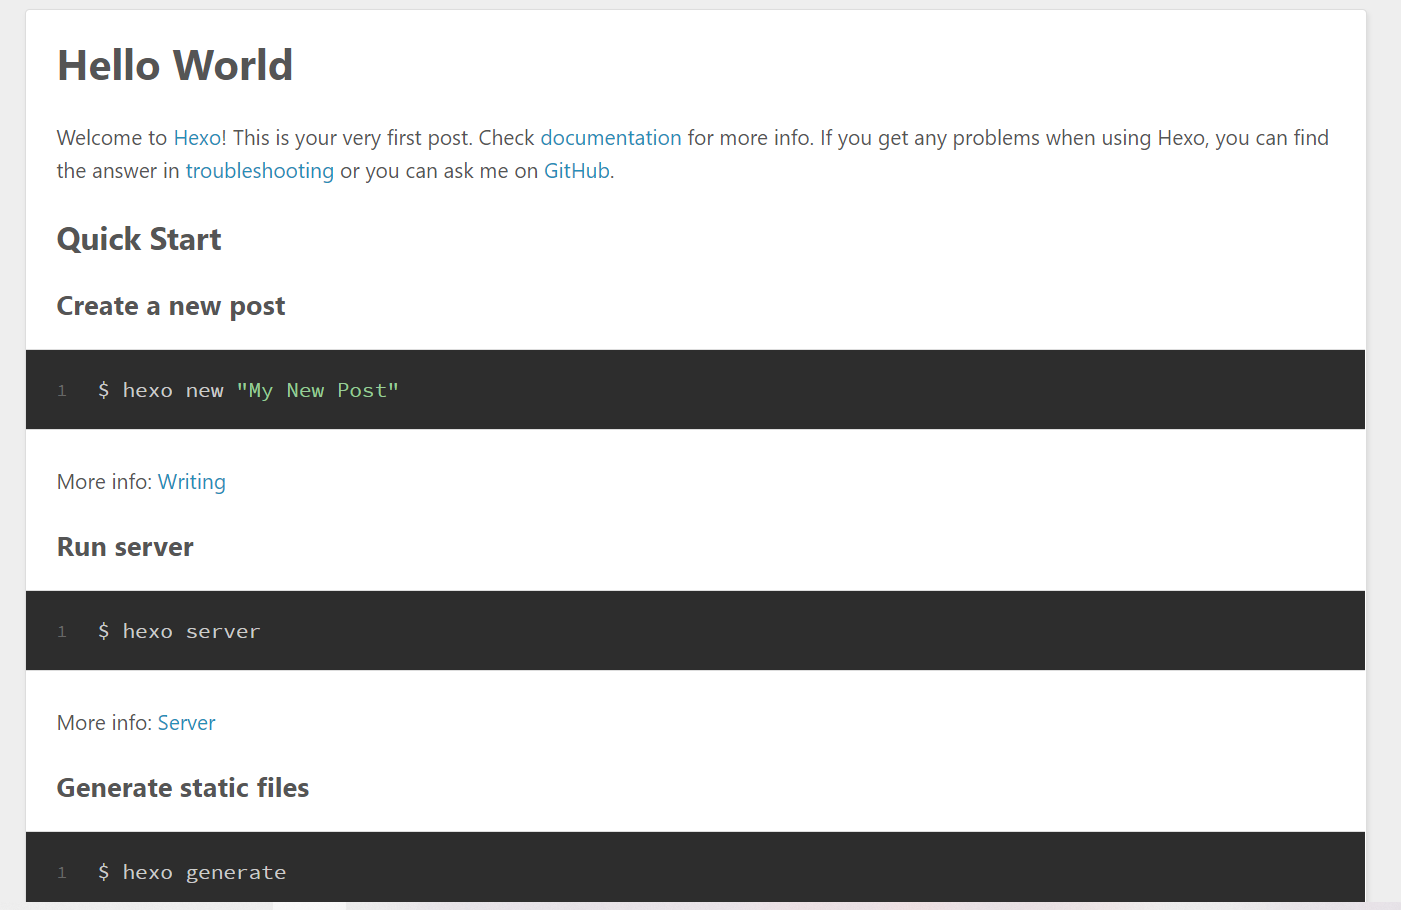 Hello World
Welcome to Hexo! This is your very first post. Check documentation for more info. If you get any problems when using Hexo, you can find
the answer in troubleshooting or you can ask me on GitHub.
Quick Start
Create a new post
1 $ hexo new "My New Post"
More info: Writing
Run server
1 $ hexo server
More info: Server
Generate static files
1 $ hexo generate